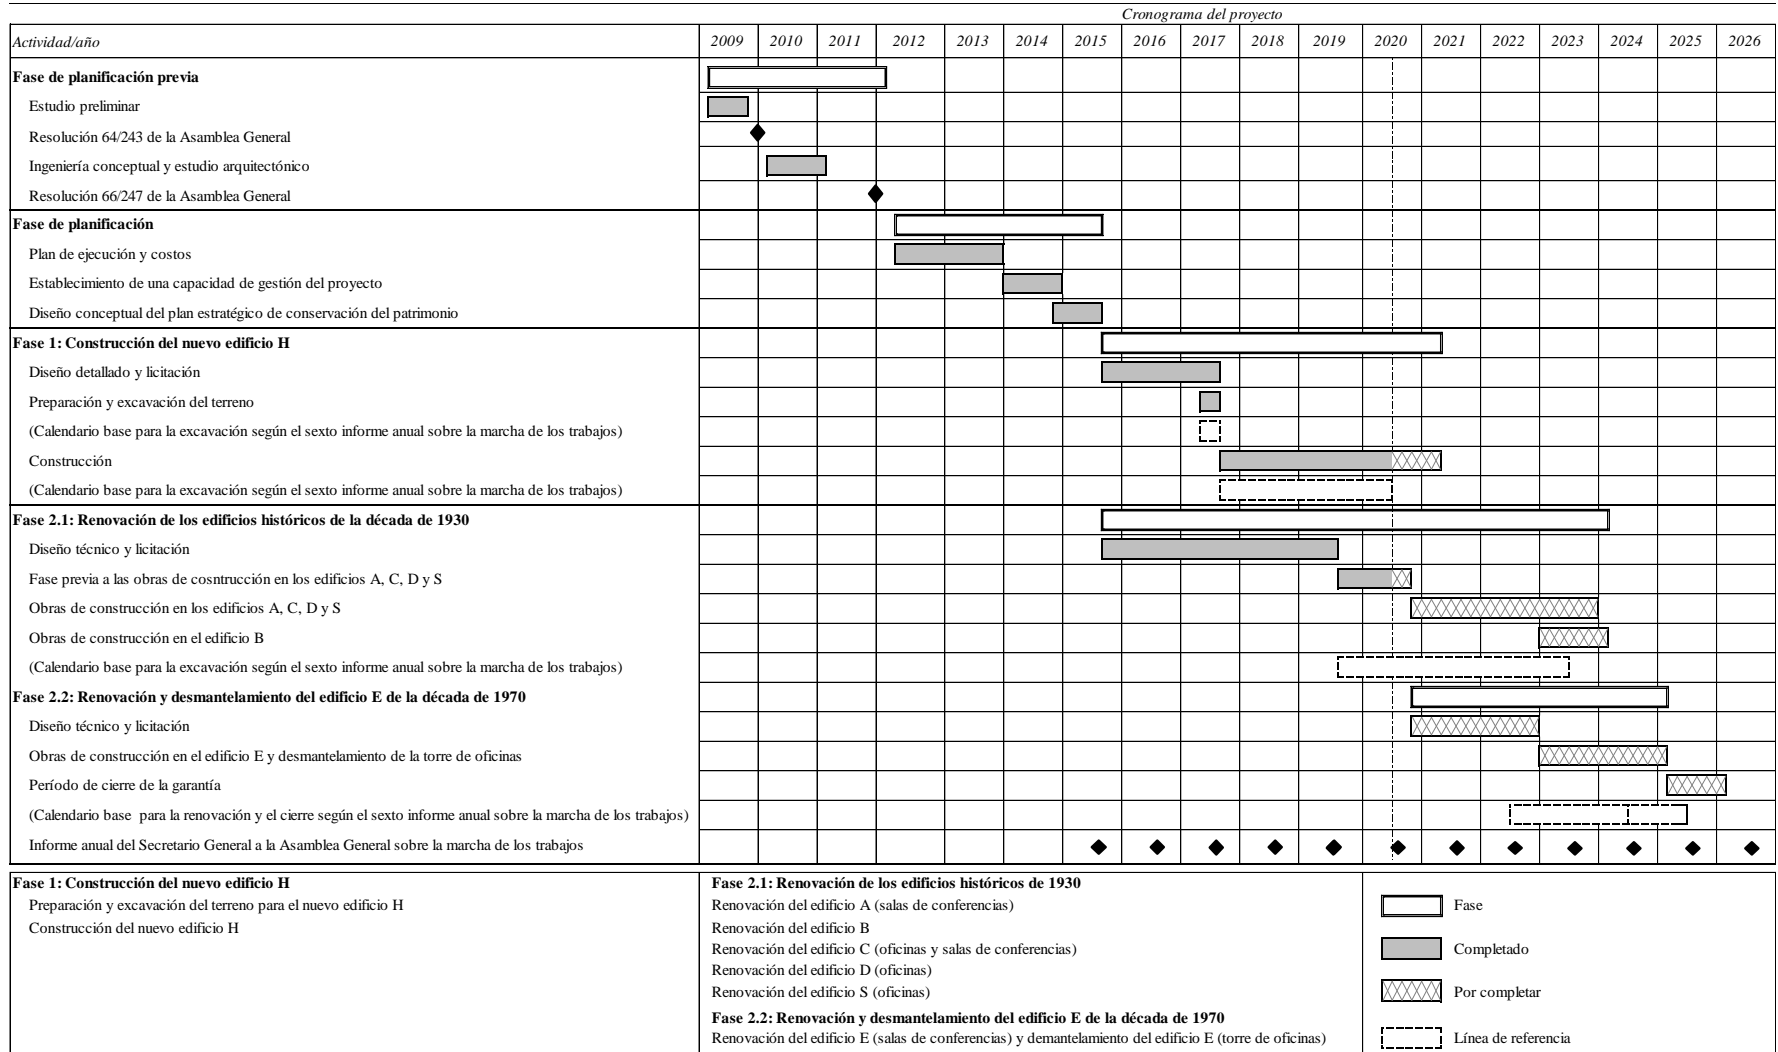 Cronograma del proyecto
Actividad/año 2009 2010 2011 2012 2013 2014 2015 2016 2017 2018 2019 2020 2021 2022 2023 2024 2025 2026
Fase de planificación previa
Estudio preliminar
Resolución 64/243 de la Asamblea General
Ingeniería conceptual y estudio arquitectónico
Resolución 66/247 de la Asamblea General
Fase de planificación
Plan de ejecución y costos
Establecimiento de una capacidad de gestión del proyecto
Diseño conceptual del plan estratégico de conservación del patrimonio
Fase 1: Construcción del nuevo edificio H
Diseño detallado y licitación
Preparación y excavación del terreno
(Calendario base para la excavación según el sexto informe anual sobre la marcha de los trabajos)
Construcción
(Calendario base para la excavación según el sexto informe anual sobre la marcha de los trabajos)
Fase 2.1: Renovación de los edificios históricos de la década de 1930
Diseño técnico y licitación
Fase previa a las obras de cosntrucción en los edificios A, C, D y S
Obras de construcción en los edificios A, C, D y S
Obras de construcción en el edificio B
(Calendario base para la excavación según el sexto informe anual sobre la marcha de los trabajos)
Fase 2.2: Renovación y desmantelamiento del edificio E de la década de 1970
Diseño técnico y licitación
Obras de construcción en el edificio E y desmantelamiento de la torre de oficinas
Período de cierre de la garantía
(Calendario base para la renovación y el cierre según el sexto informe anual sobre la marcha de los trabajos)
Informe anual del Secretario General a la Asamblea General sobre la marcha de los trabajos
Fase 1: Construcción del nuevo edificio H
Preparación y excavación del terreno para el nuevo edificio H
Construcción del nuevo edificio H
Fase 2.1: Renovación de los edificios históricos de 1930
Renovación del edificio A (salas de conferencias)
Renovación del edificio B
Renovación del edificio C (oficinas y salas de conferencias)
Renovación del edificio D (oficinas)
Renovación del edificio S (oficinas)
Fase 2.2: Renovación y desmantelamiento del edificio E de la década de 1970
Renovación del edificio E (salas de conferencias) y demantelamiento del edificio E (torre de oficinas)
Fase
Completado
Por completar
Línea de referencia